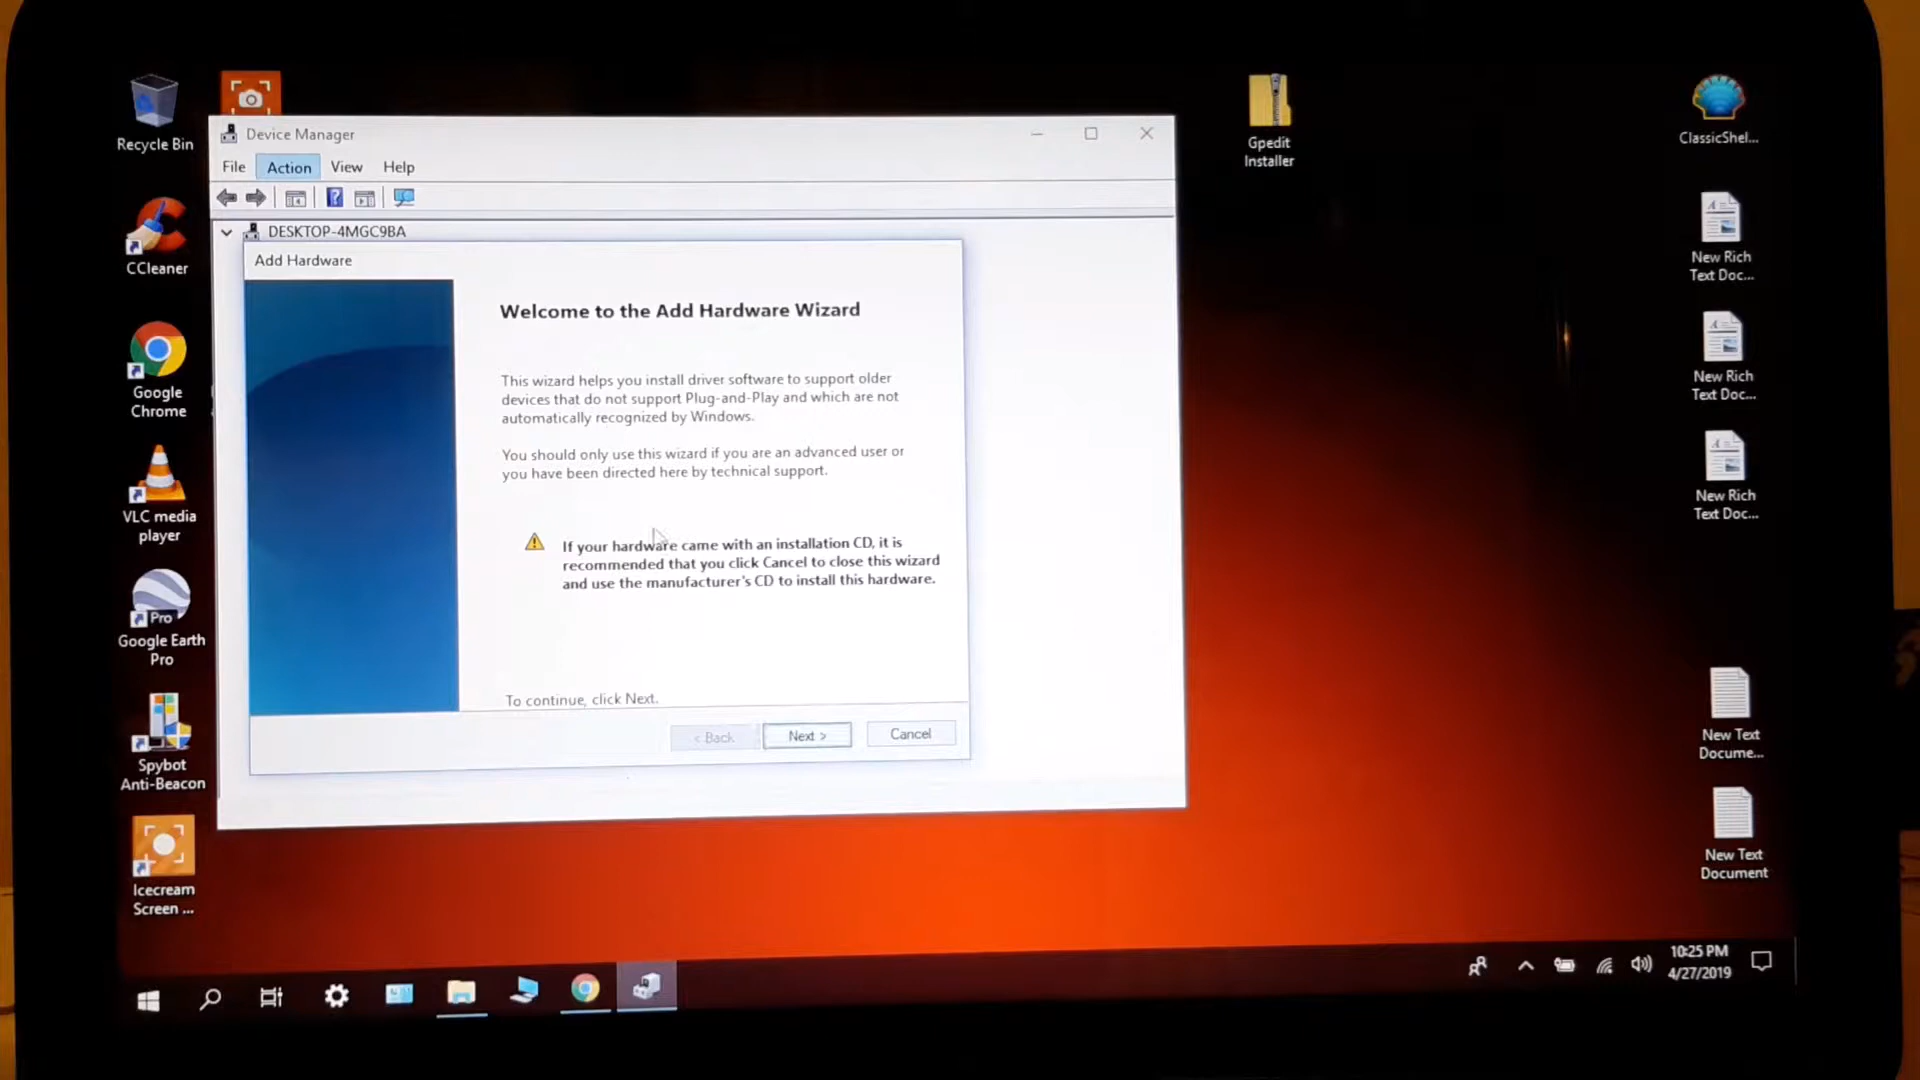 Recycle Bin
CCleaner
Google
Chrome
VLC media
player
Google Earth
Pro
Pro
Spybot
Anti-Beacon
Icecream
Screen ...
Device Manager
File Action View Help
DESKTOP-4MGC9BA
Add Hardware
Welcome to the Add Hardware Wizard
This wizard helps you install driver software to support older
devices that do not support Plug-and-Play and which are not
automatically recognized by Windows.
You should only use this wizard if you are an advanced user or
you have been directed here by technical support.
If your hardware came with an installation CD, it is
recommended that you click Cancel to close this wizard
and use the manufacturer's CD to install this hardware.
To continue, click Next.
< Back Next > Cancel
Gpedit
Installer
ClassicShel...
New Rich
Text Doc...
New Rich
Text Doc...
New Rich
Text Doc...
New Text
Docume...
New Text
Document
10:25 PM
4/27/2019